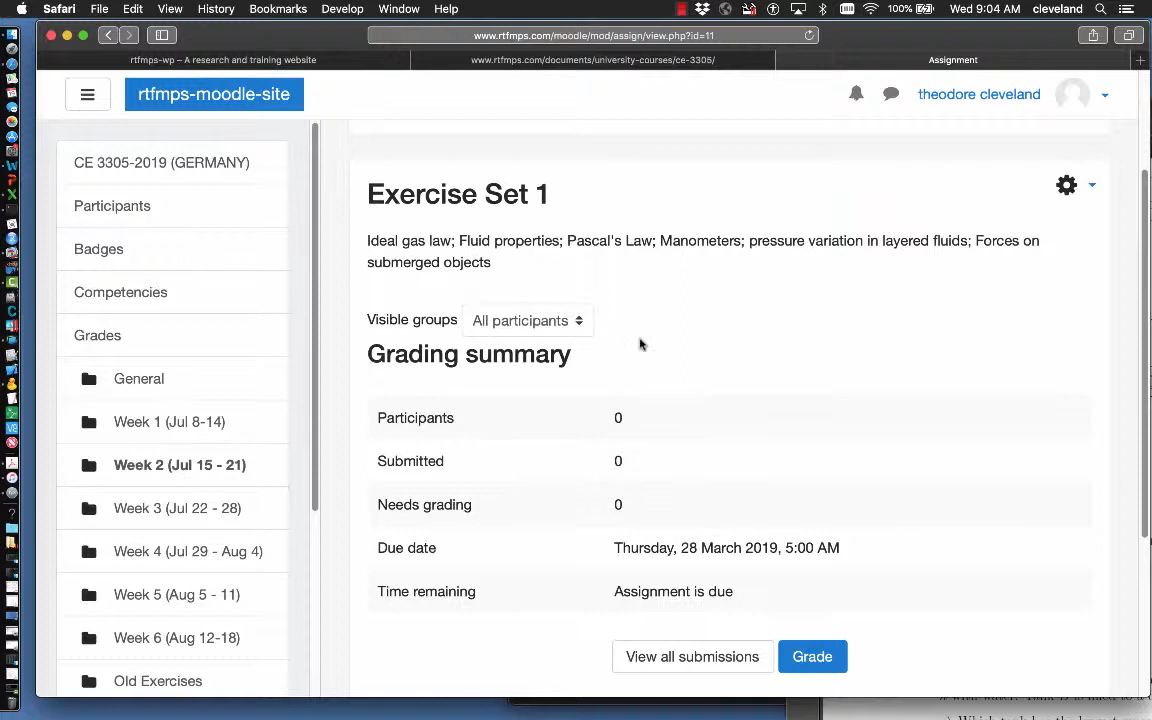 Safari File Edit View History Bookmarks Develop Window Help 100% Wed 9:04 AM cleveland
www.rtfmps.com/moodle/mod/assign/view.php?id=11
rtfmps-wp – A research and training website www.rtfmps.com/documents/university-courses/ce-3305/ Assignment
rtfmps-moodle-site theodore cleveland
CE 3305-2019 (GERMANY)
Participants
Badges
Competencies
Grades
General
Week 1 (Jul 8-14)
Week 2 (Jul 15 - 21)
Week 3 (Jul 22 - 28)
Week 4 (Jul 29 - Aug 4)
Week 5 (Aug 5 - 11)
Week 6 (Aug 12-18)
Old Exercises
Exercise Set 1
Ideal gas law; Fluid properties; Pascal's Law; Manometers; pressure variation in layered fluids; Forces on
submerged objects
Visible groups All participants
Grading summary
Participants 0
Submitted 0
Needs grading 0
Due date Thursday, 28 March 2019, 5:00 AM
Time remaining Assignment is due
View all submissions Grade